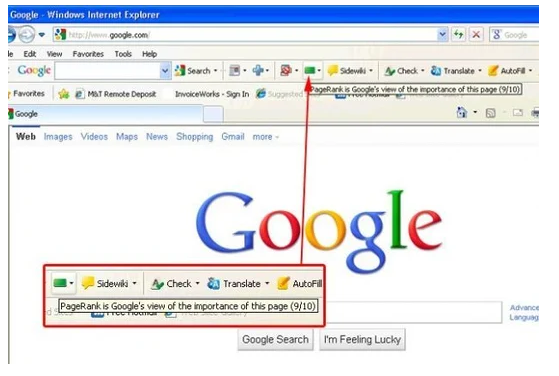 Google - Windows Internet Explorer
http://www.google.com/
Google
Edit View Favorites Tools Help
Google Search Sidewiki Check Translate AutoFill
PageRank is Google's view of the importance of this page (9/10)
Favorites M&T Remote Deposit InvoiceWorks - Sign In Suggested
Google
Web Images Videos Maps News Shopping Gmail more
Google
Sidewiki Check Translate AutoFill
PageRank is Google's view of the importance of this page (9/10)
Advance
Languag
Google Search I'm Feeling Lucky